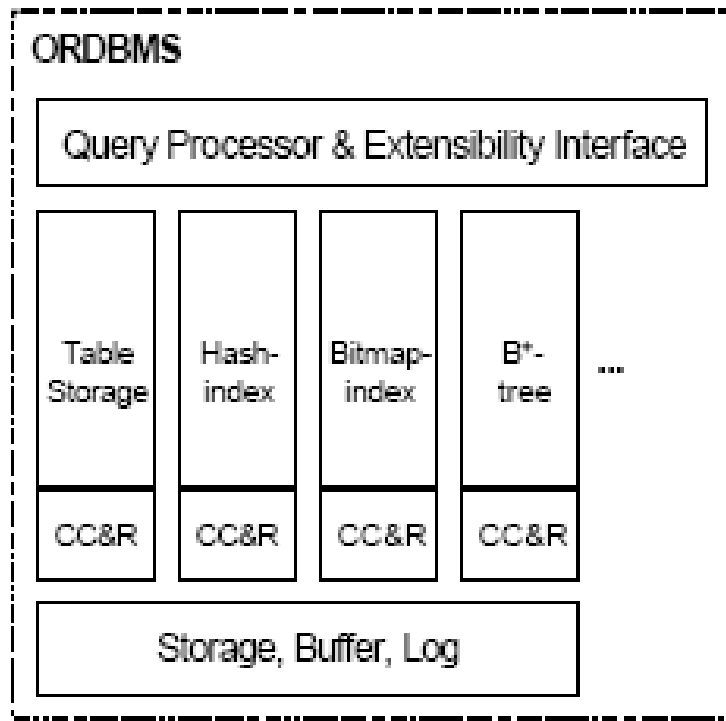 ORDBMS
Query Processor & Extensibility Interface
Table
Storage
Hash-
index
Bitmap-
index
B⁺-
tree
...
CC&R
CC&R
CC&R
CC&R
Storage, Buffer, Log